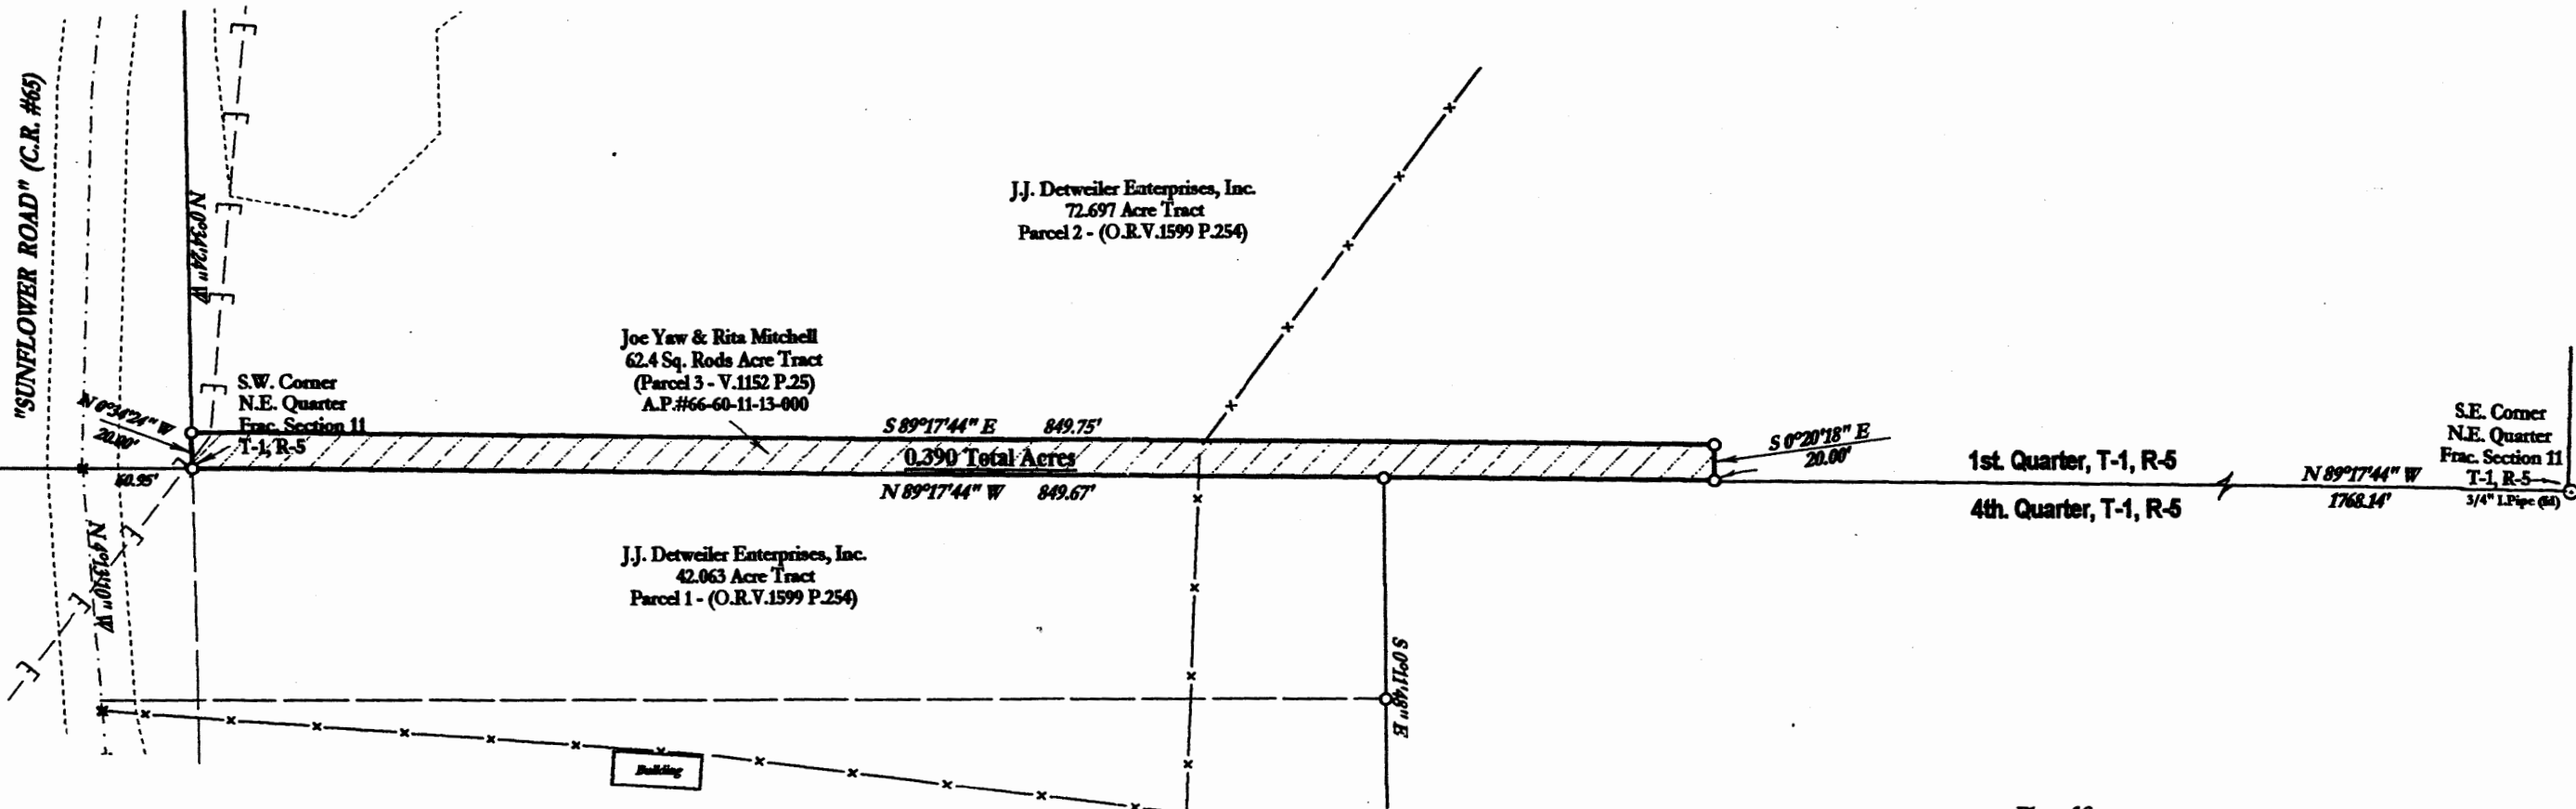 "SUNFLOWER ROAD" (C.R. #65)
N 0°34'24" W
J.J. Detweiler Enterprises, Inc.
72.697 Acre Tract
Parcel 2 - (O.R.V.1599 P.254)
Joe Yaw & Rita Mitchell
62.4 Sq. Rods Acre Tract
(Parcel 3 - V.1152 P.25)
A.P.#66-60-11-13-000
N 0°34'24" W
20.00'
S.W. Corner
N.E. Quarter
Frac. Section 11
T-1, R-5
S 89°17'44" E 849.75'
0.390 Total Acres
N 89°17'44" W 849.67'
S 0°20'18" E
20.00'
1st. Quarter, T-1, R-5
4th. Quarter, T-1, R-5
N 89°17'44" W
1768.14'
S.E. Corner
N.E. Quarter
Frac. Section 11
T-1, R-5
3/4" I.Pipe (fd)
N 4°13'10" W
J.J. Detweiler Enterprises, Inc.
42.063 Acre Tract
Parcel 1 - (O.R.V.1599 P.254)
S 0°11'48" E
Building